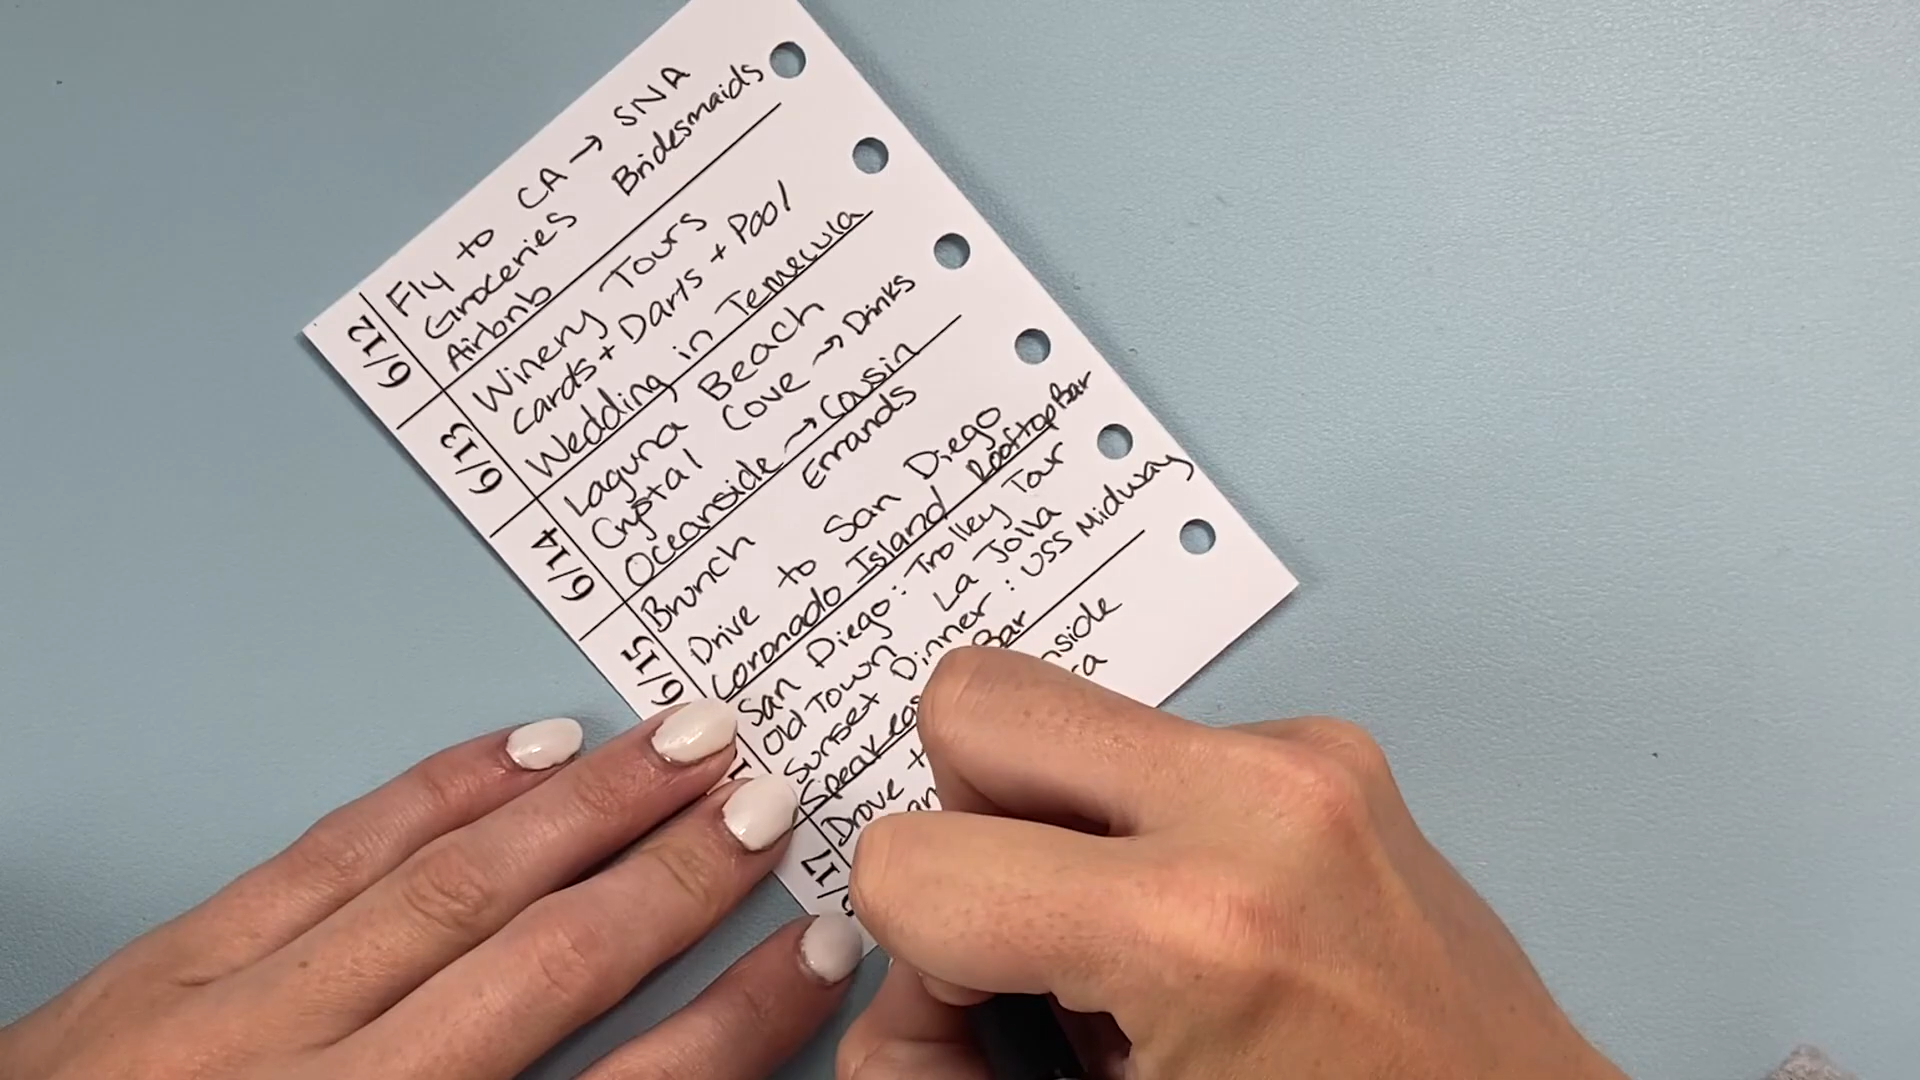 6/12
Fly to CA → SNA
Groceries Bridesmaids
Airbnb
6/13
Winery Tours
Cards + Darts + Pool
Wedding in Temecula
6/14
Laguna Beach
Crystal Cove → Drinks
Oceanside → Cousin
6/15
Brunch Errands
Drive to San Diego
Coronado Island Rooftop Bar
San Diego: Trolley Tour
Old Town La Jolla
Sunset Dinner: USS Midway
Bar
/17
Drove